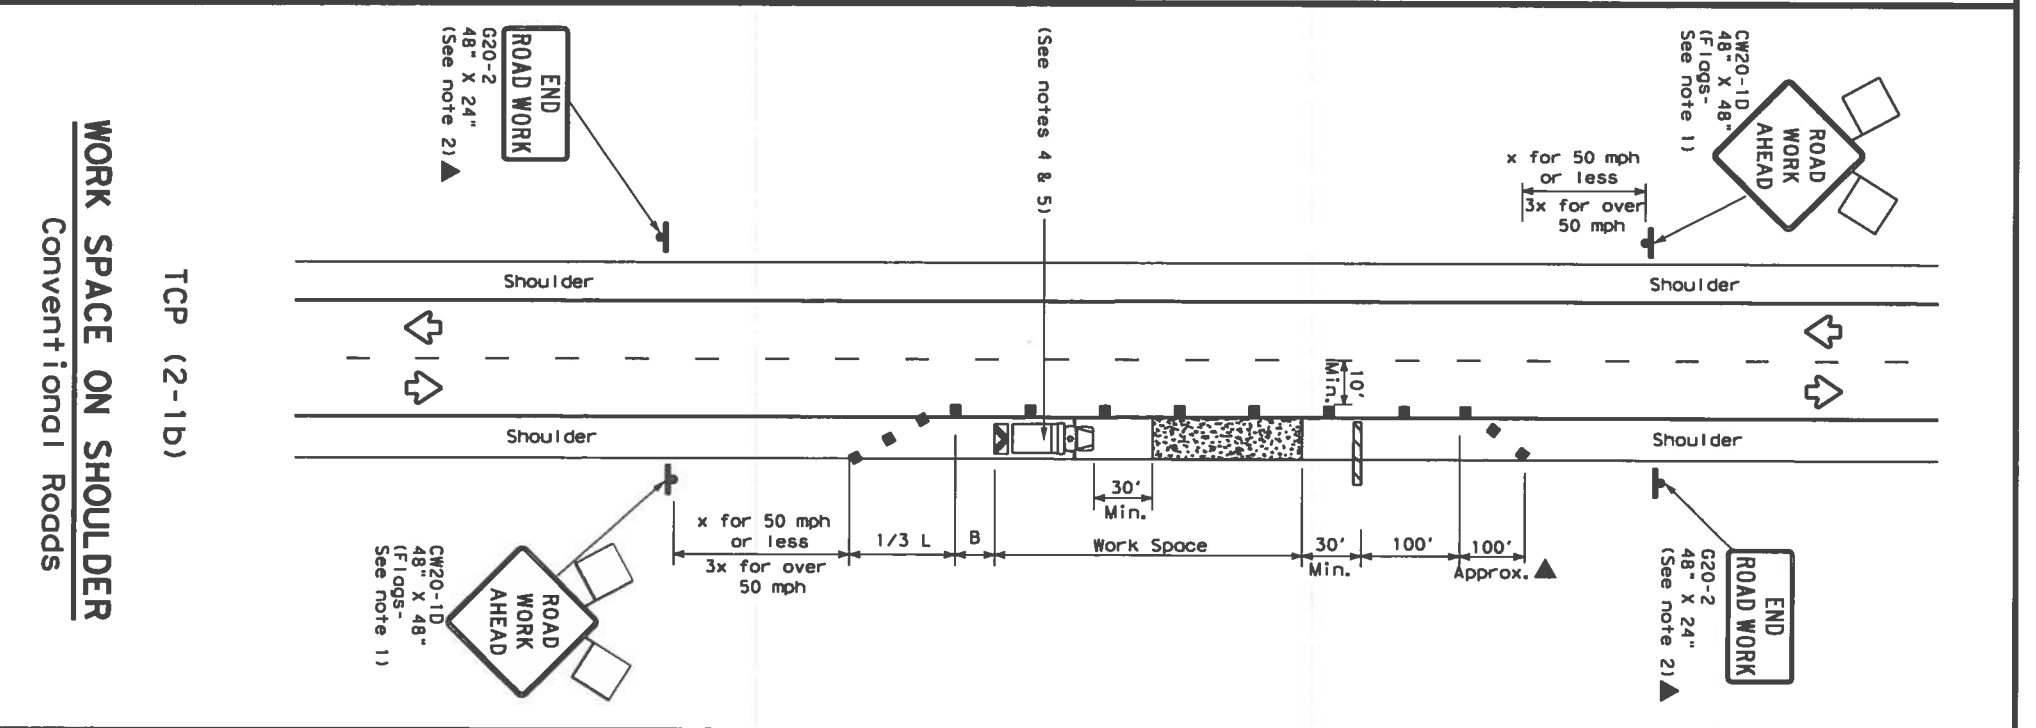 END
ROAD WORK
G20-2
48" X 24"
(See note 2)
(See notes 4 & 5)
CW20-1D
48" X 48"
(Flags-
See note 1)
ROAD
WORK
AHEAD
x for 50 mph
or less
3x for over
50 mph
Shoulder
Shoulder
10'
Min.
Shoulder
Shoulder
30'
Min.
x for 50 mph
or less
3x for over
50 mph
1/3 L
B
Work Space
30'
Min.
100'
100'
Approx.
CW20-1D
48" X 48"
(Flags-
See note 1)
ROAD
WORK
AHEAD
END
ROAD WORK
G20-2
48" X 24"
(See note 2)
TCP (2-1b)
WORK SPACE ON SHOULDER
Conventional Roads